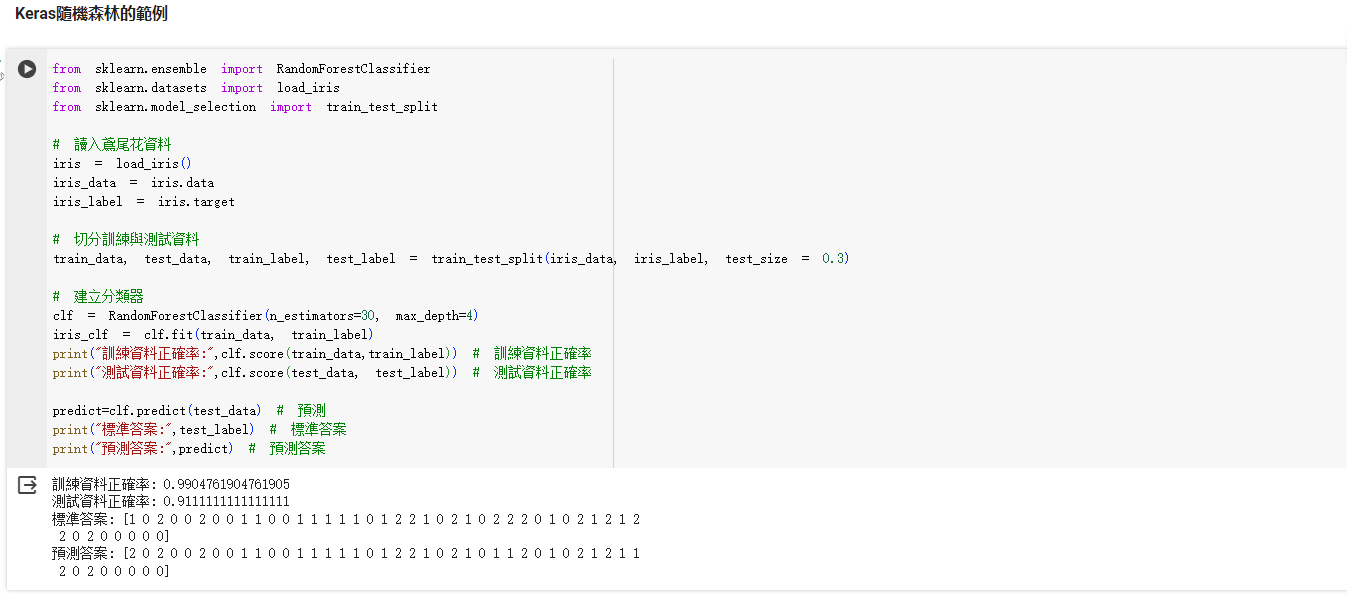 Keras隨機森林的範例
from sklearn.ensemble import RandomForestClassifier
from sklearn.datasets import load_iris
from sklearn.model_selection import train_test_split
# 讀入鳶尾花資料
iris = load_iris()
iris_data = iris.data
iris_label = iris.target
# 切分訓練與測試資料
train_data, test_data, train_label, test_label = train_test_split(iris_data, iris_label, test_size = 0.3)
# 建立分類器
clf = RandomForestClassifier(n_estimators=30, max_depth=4)
iris_clf = clf.fit(train_data, train_label)
print("訓練資料正確率:",clf.score(train_data,train_label)) # 訓練資料正確率
print("測試資料正確率:",clf.score(test_data, test_label)) # 測試資料正確率
predict=clf.predict(test_data) # 預測
print("標準答案:",test_label) # 標準答案
print("預測答案:",predict) # 預測答案
訓練資料正確率: 0.9904761904761905
測試資料正確率: 0.9111111111111111
標準答案: [1 0 2 0 0 2 0 0 1 1 0 0 1 1 1 1 1 0 1 2 2 1 0 2 1 0 2 2 2 0 1 0 2 1 2 1 2
2 0 2 0 0 0 0 0]
預測答案: [2 0 2 0 0 2 0 0 1 1 0 0 1 1 1 1 1 0 1 2 2 1 0 2 1 0 1 1 2 0 1 0 2 1 2 1 1
2 0 2 0 0 0 0 0]